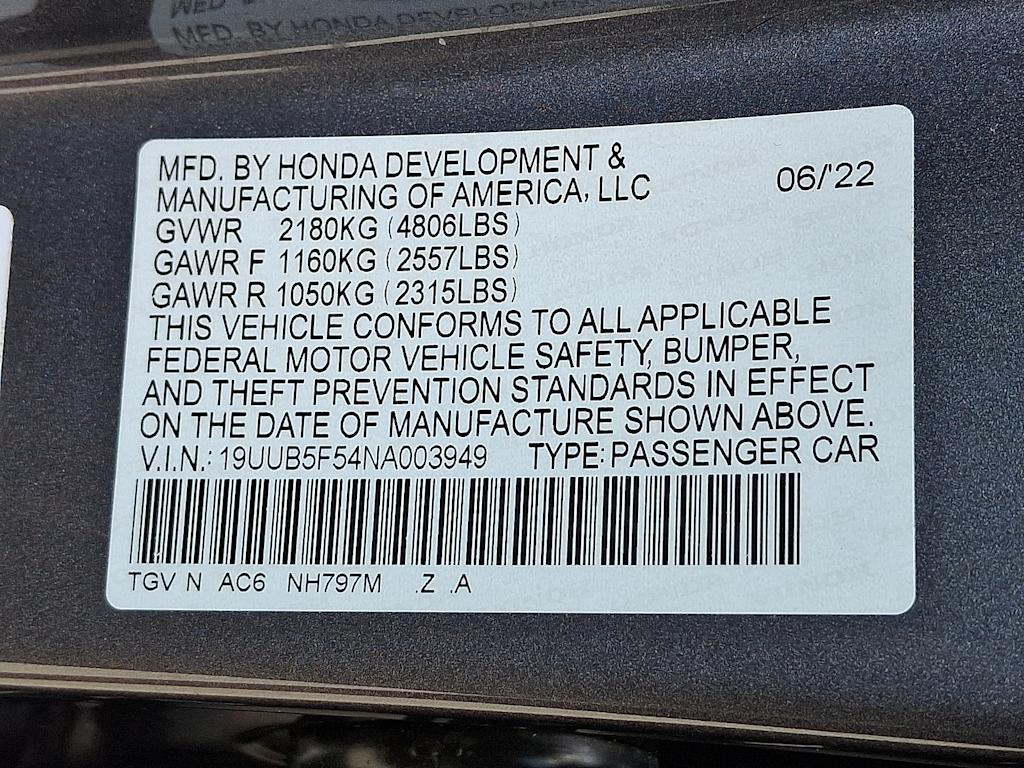 MFD. BY HONDA DEVELOPMENT &
MANUFACTURING OF AMERICA, LLC 06/'22
GVWR 2180KG (4806LBS)
GAWR F 1160KG (2557LBS)
GAWR R 1050KG (2315LBS)
THIS VEHICLE CONFORMS TO ALL APPLICABLE
FEDERAL MOTOR VEHICLE SAFETY, BUMPER,
AND THEFT PREVENTION STANDARDS IN EFFECT
ON THE DATE OF MANUFACTURE SHOWN ABOVE.
V.I.N.: 19UUB5F54NA003949 TYPE: PASSENGER CAR
TGV N AC6 NH797M .Z .A